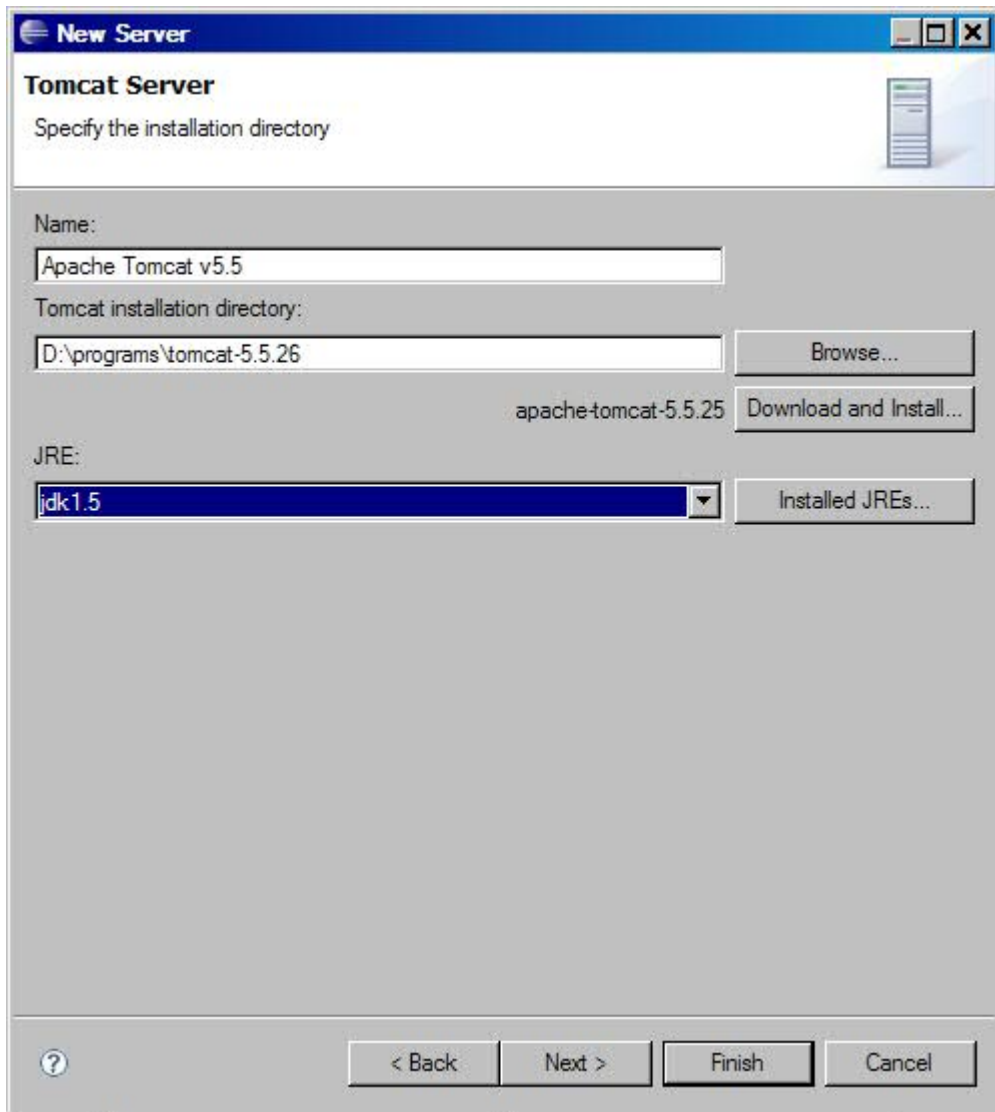 New Server
Tomcat Server
Specify the installation directory
Name:
Apache Tomcat v5.5
Tomcat installation directory:
D:\programs\tomcat-5.5.26
Browse...
apache-tomcat-5.5.25 Download and Install...
JRE:
jdk1.5
Installed JREs...
? < Back Next > Finish Cancel